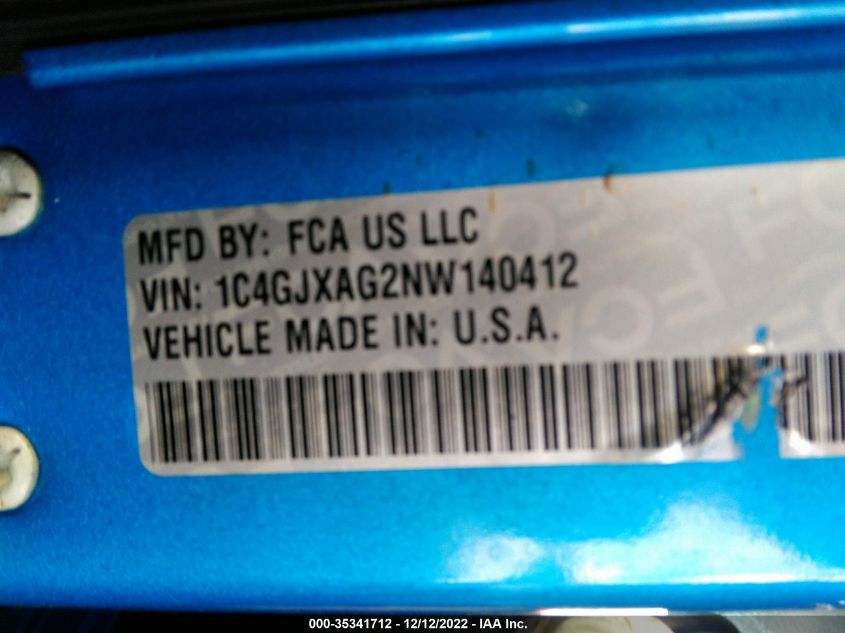 MFD BY: FCA US LLC
VIN: 1C4GJXAG2NW140412
VEHICLE MADE IN: U.S.A.
000-35341712 - 12/12/2022 - IAA Inc.